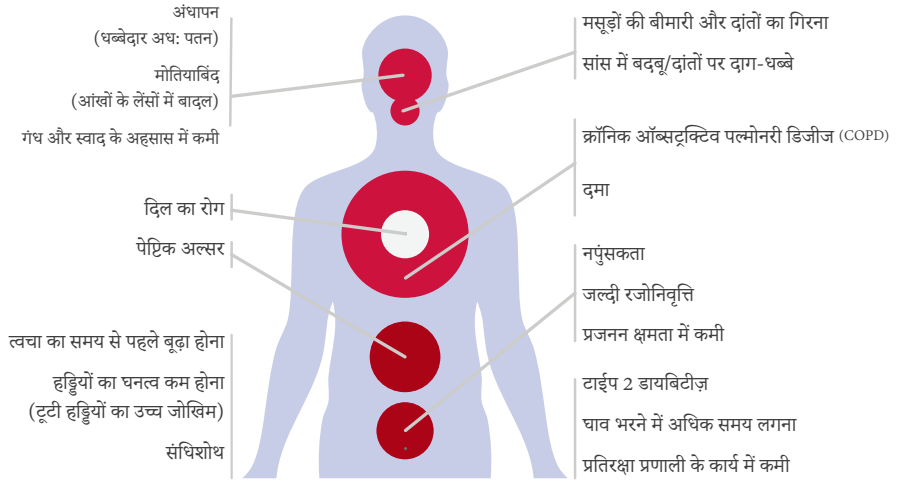 अंधापन
(धब्बेदार अध: पतन)
मोतियाबिंद
(आंखों के लेंसों में बादल)
गंध और स्वाद के अहसास में कमी
दिल का रोग
पेप्टिक अल्सर
त्वचा का समय से पहले बूढ़ा होना
हड्डियों का घनत्व कम होना
(टूटी हड्डियों का उच्च जोखिम)
संधिशोथ
मसूड़ों की बीमारी और दांतों का गिरना
सांस में बदबू/दांतों पर दाग-धब्बे
क्रॉनिक ऑब्सट्रक्टिव पल्मोनरी डिजीज (COPD)
दमा
नपुंसकता
जल्दी रजोनिवृत्ति
प्रजनन क्षमता में कमी
टाईप 2 डायबिटीज़
घाव भरने में अधिक समय लगना
प्रतिरक्षा प्रणाली के कार्य में कमी